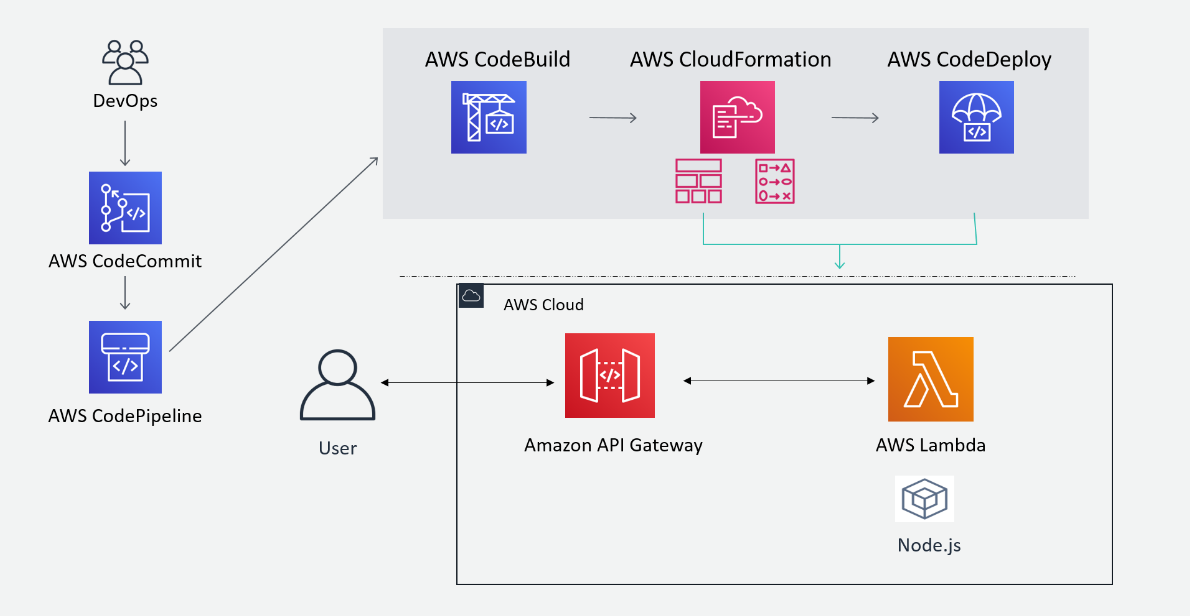 DevOps
AWS CodeCommit
AWS CodePipeline
AWS CodeBuild
AWS CloudFormation
AWS CodeDeploy
AWS Cloud
User
Amazon API Gateway
AWS Lambda
Node.js